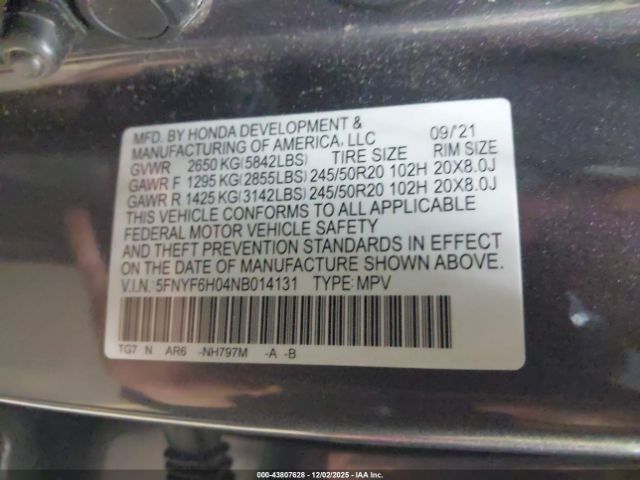 MFD. BY HONDA DEVELOPMENT &
MANUFACTURING OF AMERICA, LLC 09/'21
GVWR 2650 KG(5842LBS) TIRE SIZE RIM SIZE
GAWR F 1295 KG(2855LBS) 245/50R20 102H 20X8.0J
GAWR R 1425 KG(3142LBS) 245/50R20 102H 20X8.0J
THIS VEHICLE CONFORMS TO ALL APPLICABLE
FEDERAL MOTOR VEHICLE SAFETY
AND THEFT PREVENTION STANDARDS IN EFFECT
ON THE DATE OF MANUFACTURE SHOWN ABOVE.
V.I.N. 5FNYF6H04NB014131 TYPE:MPV
TG7 N AR6 -NH797M -A -B
000-43807628 - 12/02/2025 - IAA Inc.